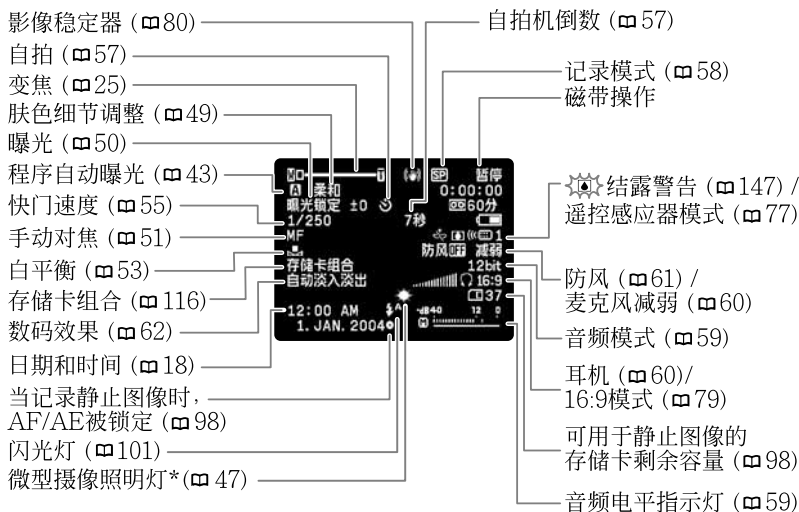 影像稳定器 (80)
自拍 (57)
变焦 (25)
肤色细节调整 (49)
曝光 (50)
程序自动曝光 (43)
快门速度 (55)
手动对焦 (51)
白平衡 (53)
存储卡组合 (116)
数码效果 (62)
日期和时间 (18)
当记录静止图像时，
AF/AE被锁定 (98)
闪光灯 (101)
微型摄像照明灯*(47)
W T SP 暂停
A 柔和 0:00:00
曝光锁定 ±0 60分
1/250 7秒
MF 1
防风OFF 减弱
存储卡组合 12bit
自动淡入淡出 16:9
37
12:00 AM A -dB40 12 0
1. JAN. 2004
自拍机倒数 (57)
记录模式 (58)
磁带操作
结露警告 (147) /
遥控感应器模式 (77)
防风 (61) /
麦克风减弱 (60)
音频模式 (59)
耳机 (60)/
16:9模式 (79)
可用于静止图像的
存储卡剩余容量 (98)
音频电平指示灯 (59)